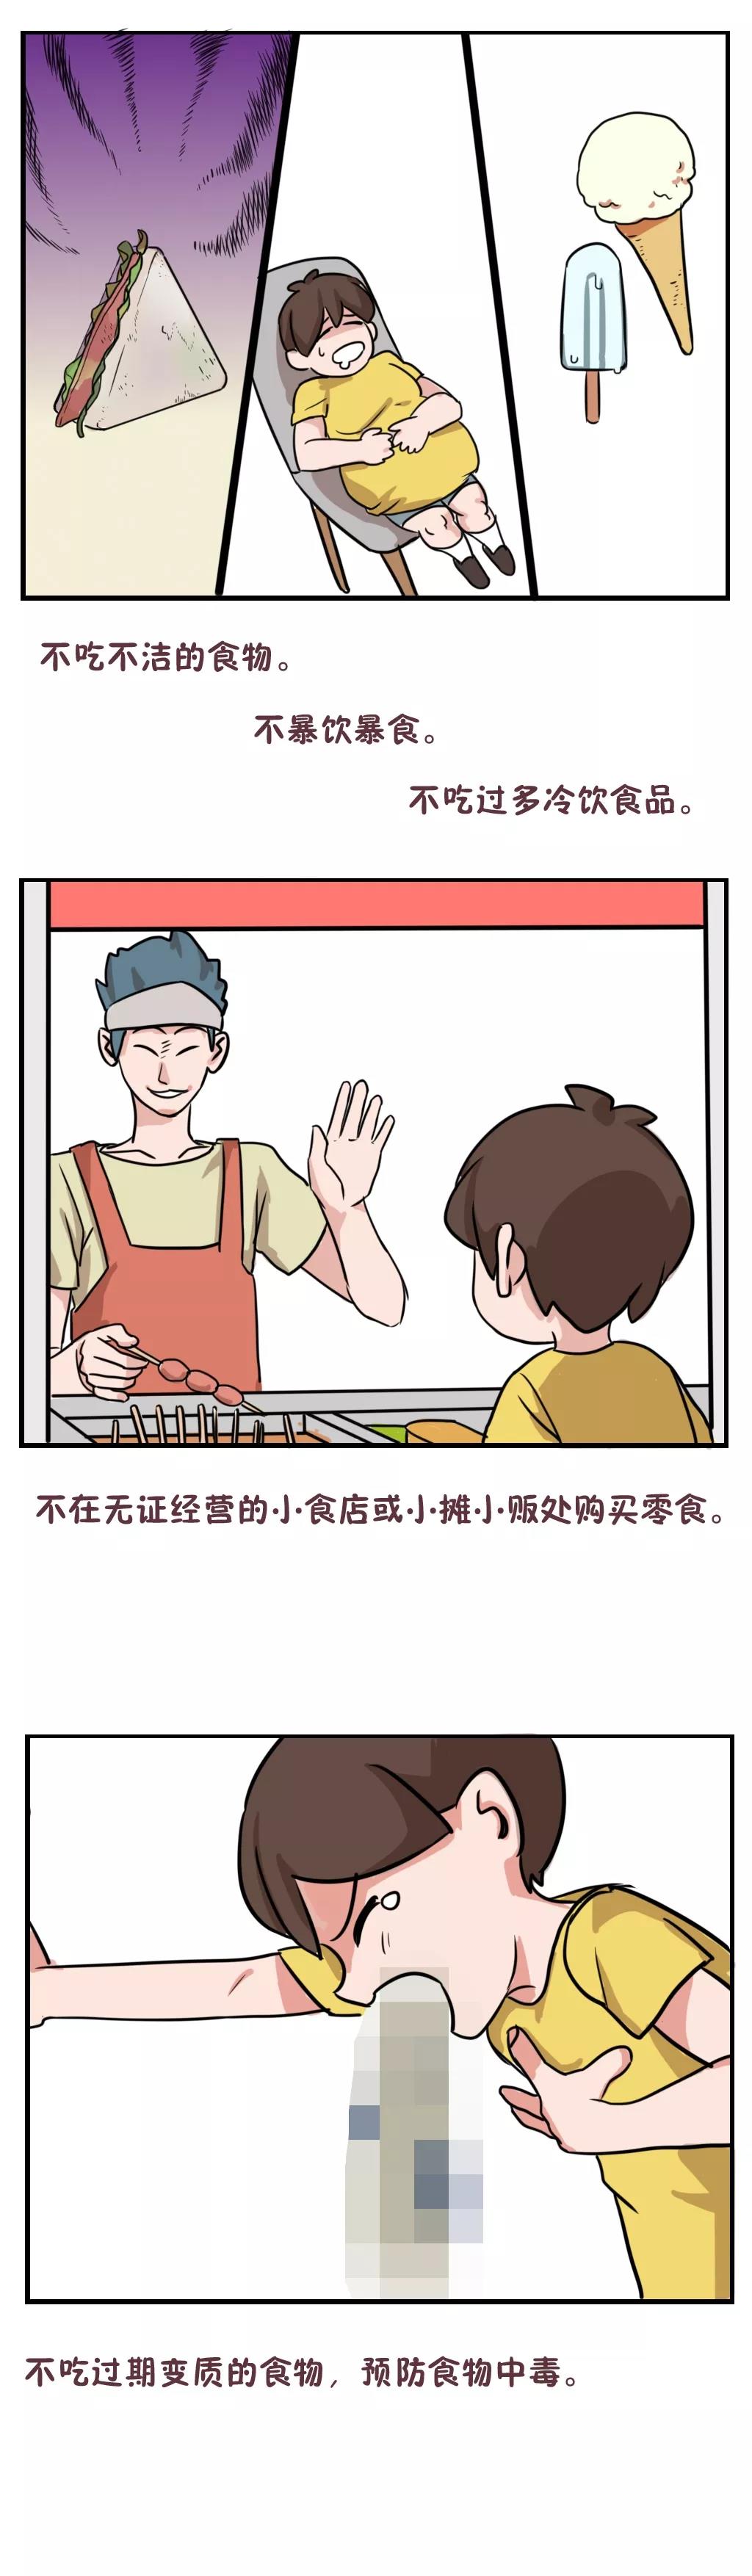 不吃不洁的食物。
不暴饮暴食。
不吃过多冷饮食品。
不在无证经营的小食店或小摊小贩处购买零食。
不吃过期变质的食物，预防食物中毒。